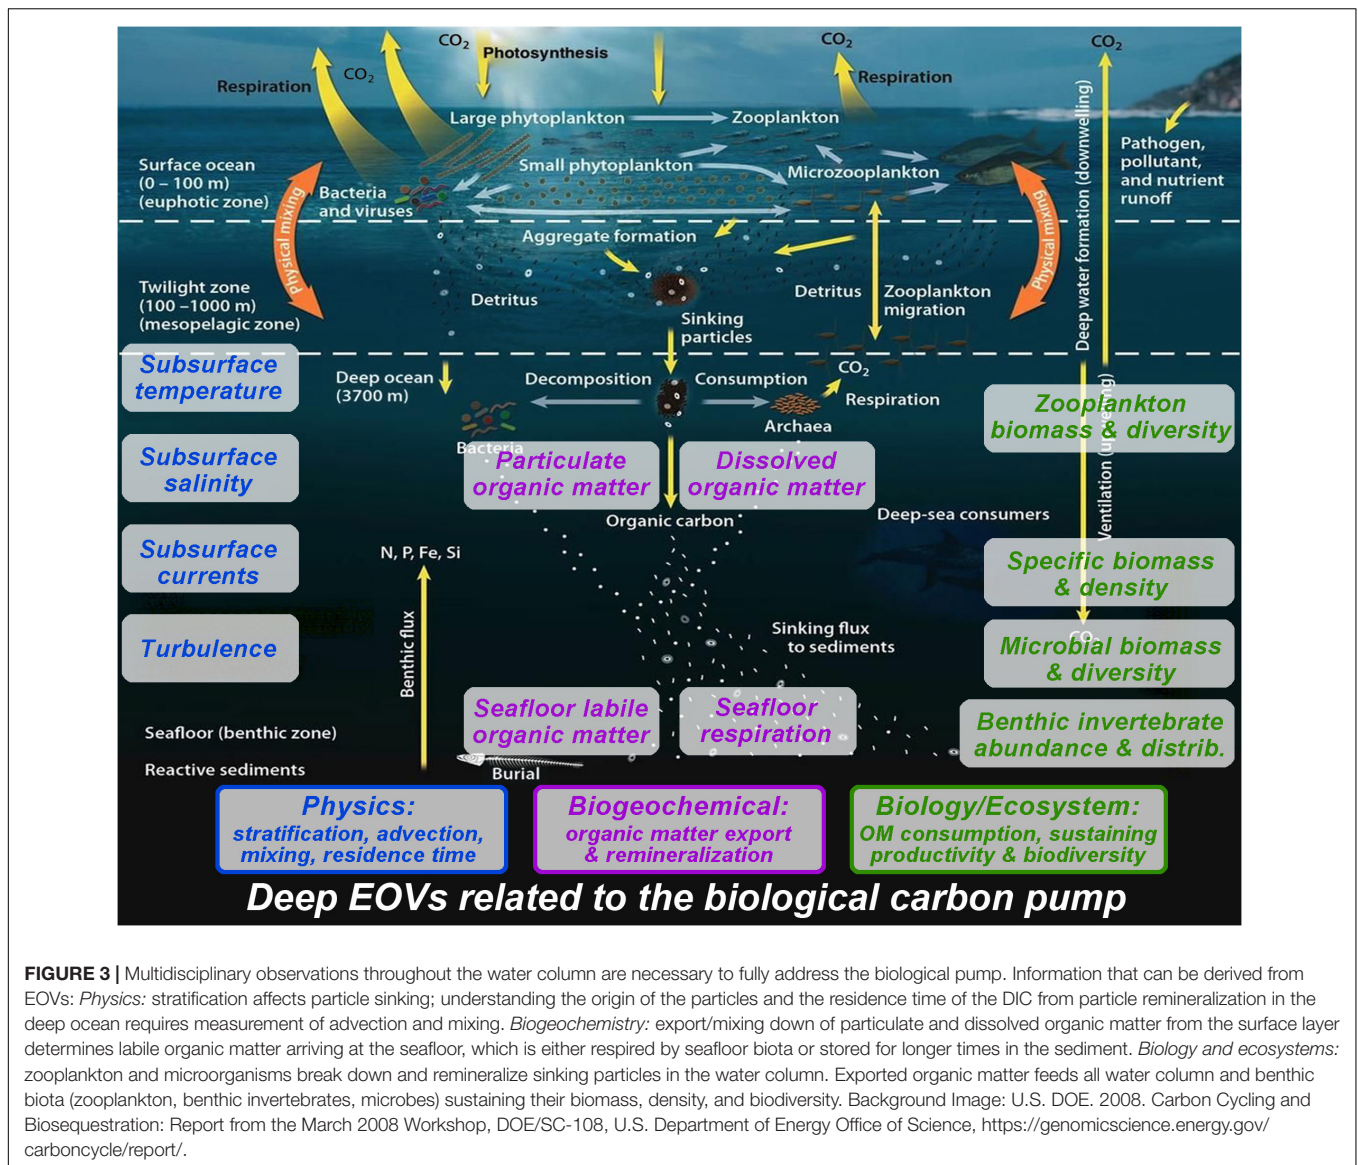 CO2
Photosynthesis
CO2
CO2
Respiration
CO2
Respiration
Large phytoplankton
Zooplankton
Pathogen,
pollutant,
and nutrient
runoff
Surface ocean
(0 – 100 m)
(euphotic zone)
Small phytoplankton
Microzooplankton
Bacteria
and viruses
Physical mixing
Physical mixing
Deep water formation (downwelling)
Aggregate formation
Twilight zone
(100 –1000 m)
(mesopelagic zone)
Detritus
Detritus
Zooplankton
migration
Sinking
particles
Subsurface
temperature
Deep ocean
(3700 m)
Decomposition
Consumption
CO2
Respiration
Archaea
Bacteria
Zooplankton
biomass & diversity
Ventilation (upwelling)
Subsurface
salinity
Particulate
organic matter
Dissolved
organic matter
Organic carbon
Deep-sea consumers
Subsurface
currents
N, P, Fe, Si
Benthic flux
Specific biomass
& density
Turbulence
Sinking flux
to sediments
CO2
Microbial biomass
& diversity
Seafloor labile
organic matter
Seafloor
respiration
Benthic invertebrate
abundance & distrib.
Seafloor (benthic zone)
Reactive sediments
Burial
Physics:
stratification, advection,
mixing, residence time
Biogeochemical:
organic matter export
& remineralization
Biology/Ecosystem:
OM consumption, sustaining
productivity & biodiversity
Deep EOVs related to the biological carbon pump
FIGURE 3 | Multidisciplinary observations throughout the water column are necessary to fully address the biological pump. Information that can be derived from
EOVs: Physics: stratification affects particle sinking; understanding the origin of the particles and the residence time of the DIC from particle remineralization in the
deep ocean requires measurement of advection and mixing. Biogeochemistry: export/mixing down of particulate and dissolved organic matter from the surface layer
determines labile organic matter arriving at the seafloor, which is either respired by seafloor biota or stored for longer times in the sediment. Biology and ecosystems:
zooplankton and microorganisms break down and remineralize sinking particles in the water column. Exported organic matter feeds all water column and benthic
biota (zooplankton, benthic invertebrates, microbes) sustaining their biomass, density, and biodiversity. Background Image: U.S. DOE. 2008. Carbon Cycling and
Biosequestration: Report from the March 2008 Workshop, DOE/SC-108, U.S. Department of Energy Office of Science, https://genomicscience.energy.gov/
carboncycle/report/.